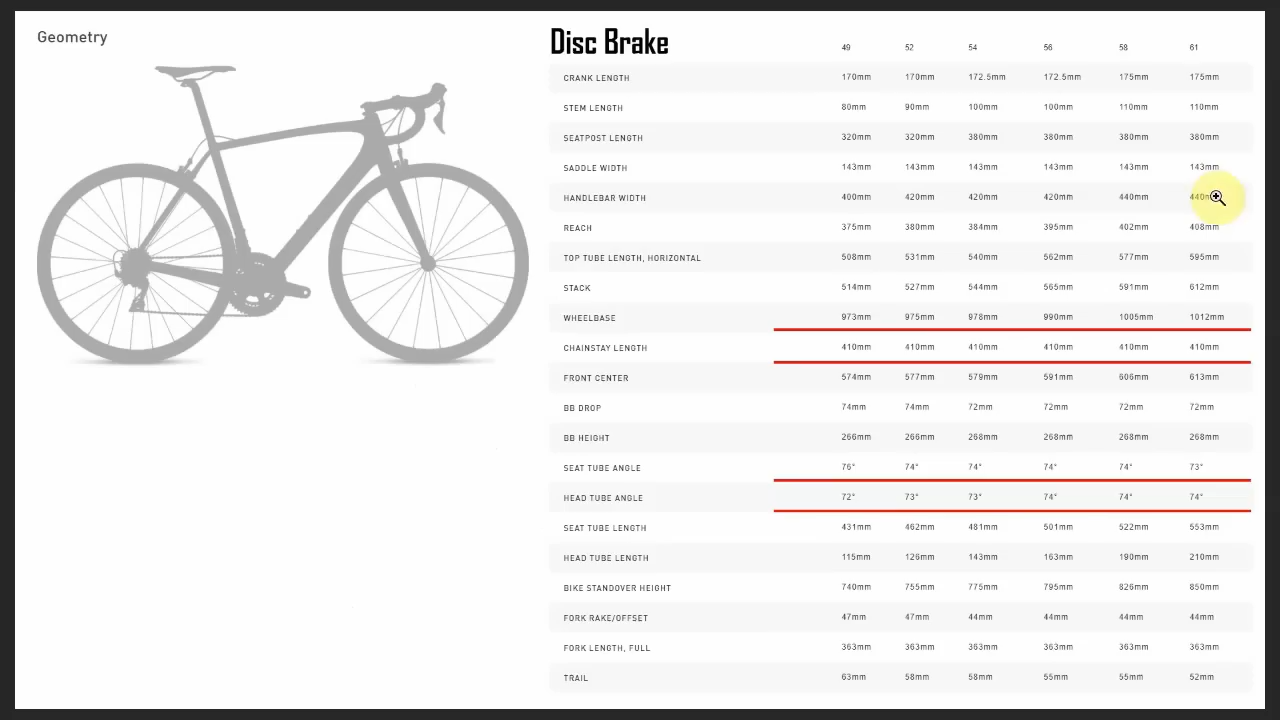 Geometry
Disc Brake 49 52 54 56 58 61
CRANK LENGTH 170mm 170mm 172.5mm 172.5mm 175mm 175mm
STEM LENGTH 80mm 90mm 100mm 100mm 110mm 110mm
SEATPOST LENGTH 320mm 320mm 380mm 380mm 380mm 380mm
SADDLE WIDTH 143mm 143mm 143mm 143mm 143mm 143mm
HANDLEBAR WIDTH 400mm 420mm 420mm 420mm 440mm
REACH 375mm 380mm 384mm 395mm 402mm 408mm
TOP TUBE LENGTH, HORIZONTAL 508mm 531mm 540mm 562mm 577mm 595mm
STACK 514mm 527mm 544mm 565mm 591mm 612mm
WHEELBASE 973mm 975mm 978mm 990mm 1005mm 1012mm
CHAINSTAY LENGTH 410mm 410mm 410mm 410mm 410mm 410mm
FRONT CENTER 574mm 577mm 579mm 591mm 606mm 613mm
BB DROP 74mm 74mm 72mm 72mm 72mm 72mm
BB HEIGHT 266mm 266mm 268mm 268mm 268mm 268mm
SEAT TUBE ANGLE 76° 74° 74° 74° 74° 73°
HEAD TUBE ANGLE 72° 73° 73° 74° 74° 74°
SEAT TUBE LENGTH 431mm 462mm 481mm 501mm 522mm 553mm
HEAD TUBE LENGTH 115mm 126mm 143mm 163mm 190mm 210mm
BIKE STANDOVER HEIGHT 740mm 755mm 775mm 795mm 826mm 850mm
FORK RAKE/OFFSET 47mm 47mm 44mm 44mm 44mm 44mm
FORK LENGTH, FULL 363mm 363mm 363mm 363mm 363mm 363mm
TRAIL 63mm 58mm 58mm 55mm 55mm 52mm